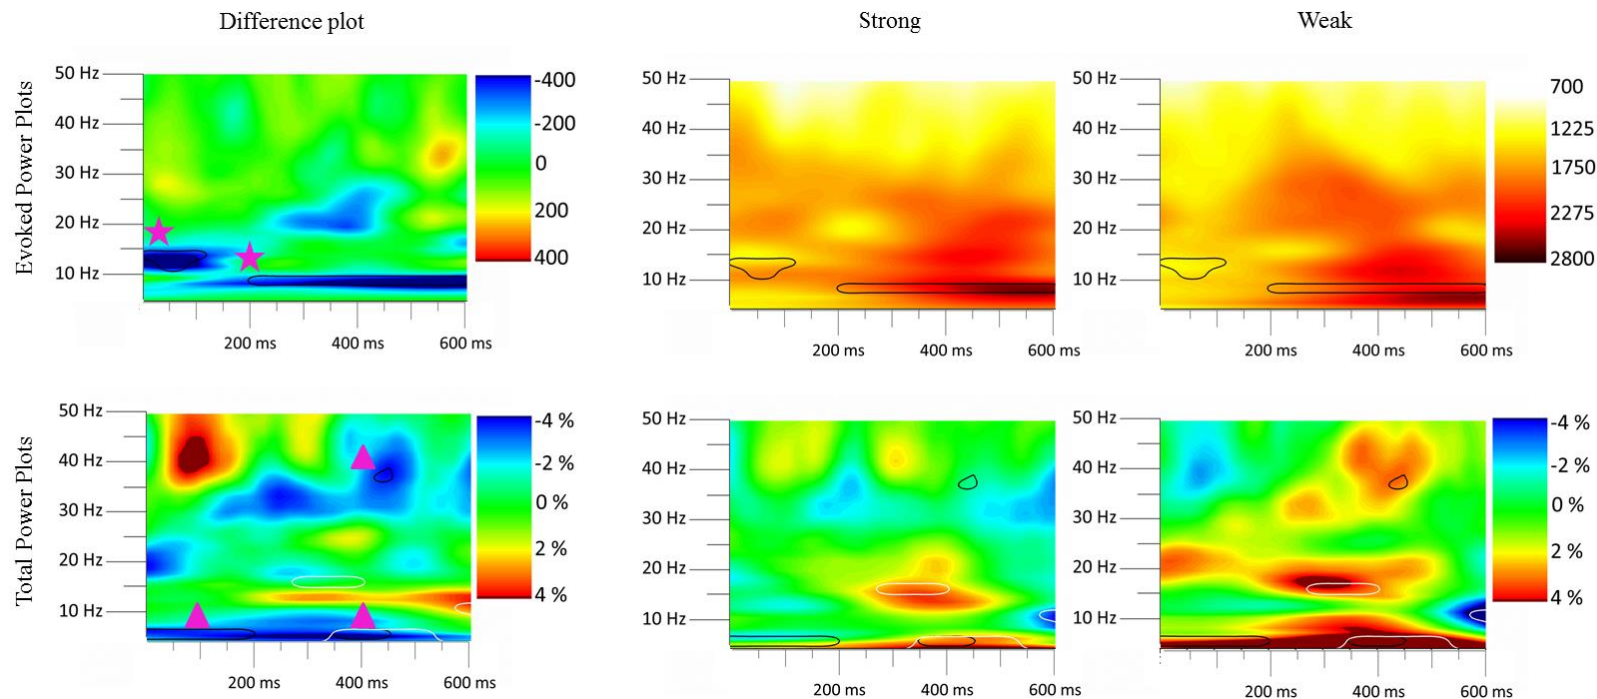 Difference plot
Strong
Weak
Evoked Power Plots
50 Hz
40 Hz
30 Hz
20 Hz
10 Hz
200 ms
400 ms
600 ms
-400
-200
0
200
400
50 Hz
40 Hz
30 Hz
20 Hz
10 Hz
200 ms
400 ms
600 ms
50 Hz
40 Hz
30 Hz
20 Hz
10 Hz
200 ms
400 ms
600 ms
700
1225
1750
2275
2800
Total Power Plots
50 Hz
40 Hz
30 Hz
20 Hz
10 Hz
200 ms
400 ms
600 ms
-4 %
-2 %
0 %
2 %
4 %
50 Hz
40 Hz
30 Hz
20 Hz
10 Hz
200 ms
400 ms
600 ms
50 Hz
40 Hz
30 Hz
20 Hz
10 Hz
200 ms
400 ms
600 ms
-4 %
-2 %
0 %
2 %
4 %